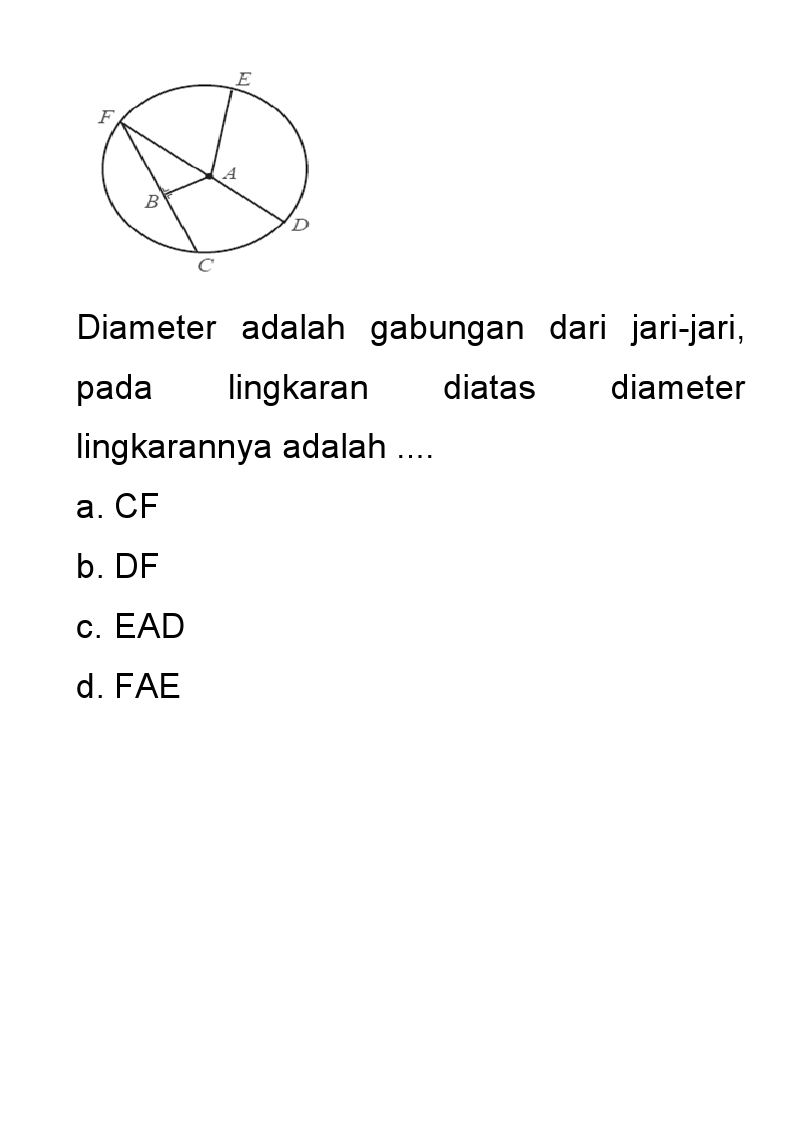 E
F
A
B
D
C
Diameter adalah gabungan dari jari-jari,
pada lingkaran diatas diameter
lingkarannya adalah ....
a. CF
b. DF
c. EAD
d. FAE